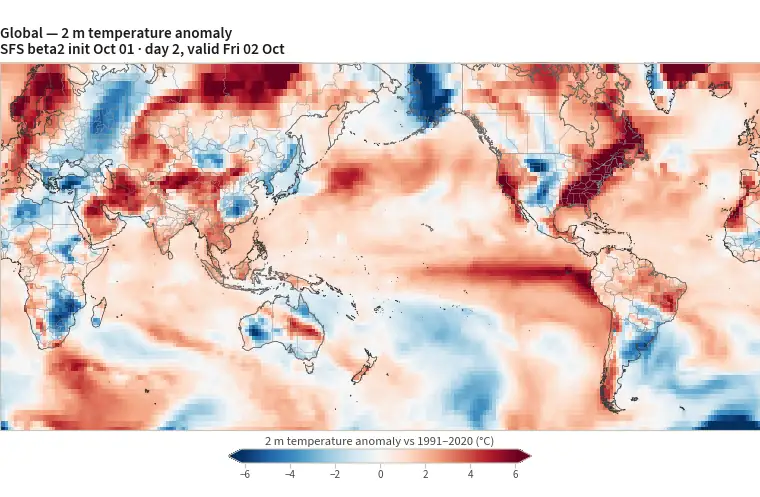 Global — 2 m temperature anomaly
SFS beta2 init Oct 01 · day 2, valid Fri 02 Oct
2 m temperature anomaly vs 1991–2020 (°C)
−6 −4 −2 0 2 4 6